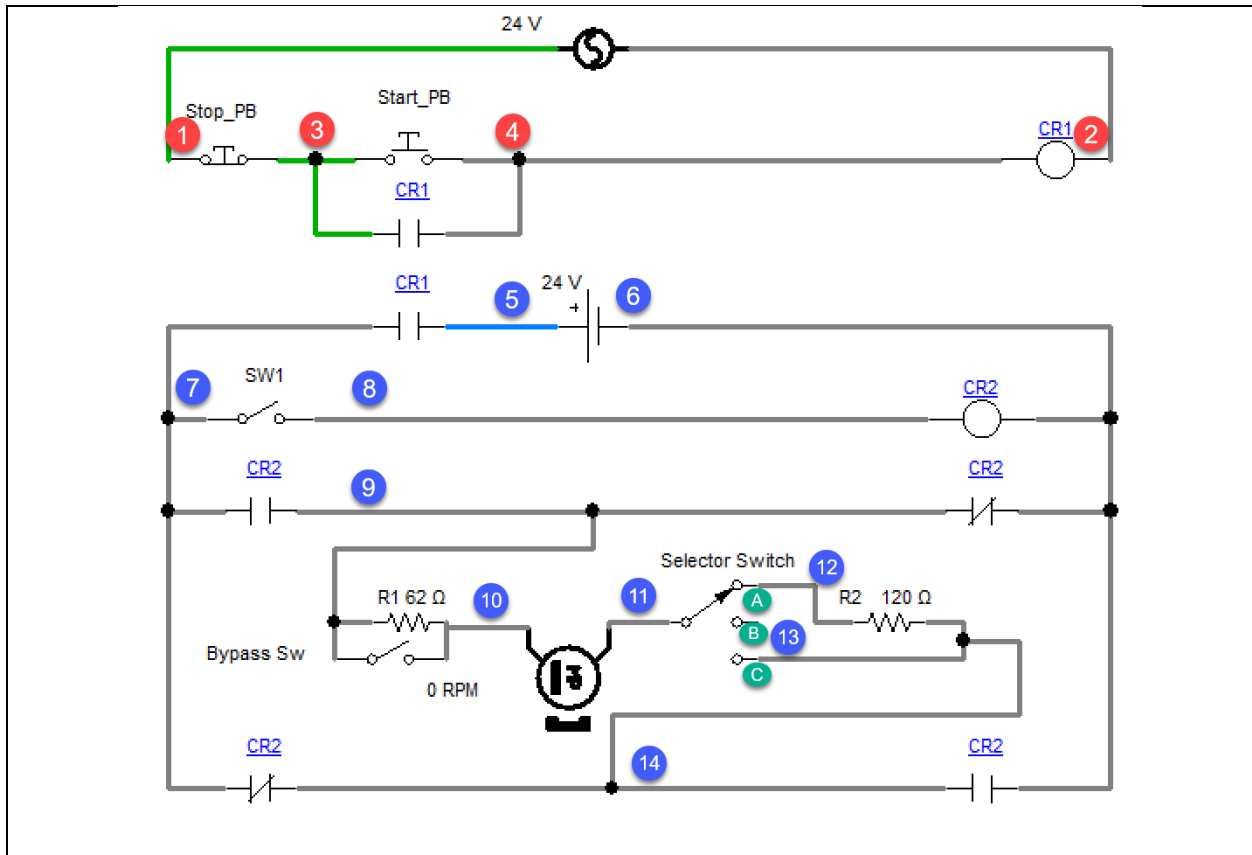 24 V
Stop_PB
Start_PB
1
3
4
CR1
2
CR1
CR1
24 V
+
5
6
7
SW1
8
CR2
CR2
9
CR2
Selector Switch
12
R1 62 Ω
10
11
A
R2 120 Ω
B
13
Bypass Sw
C
0 RPM
CR2
14
CR2